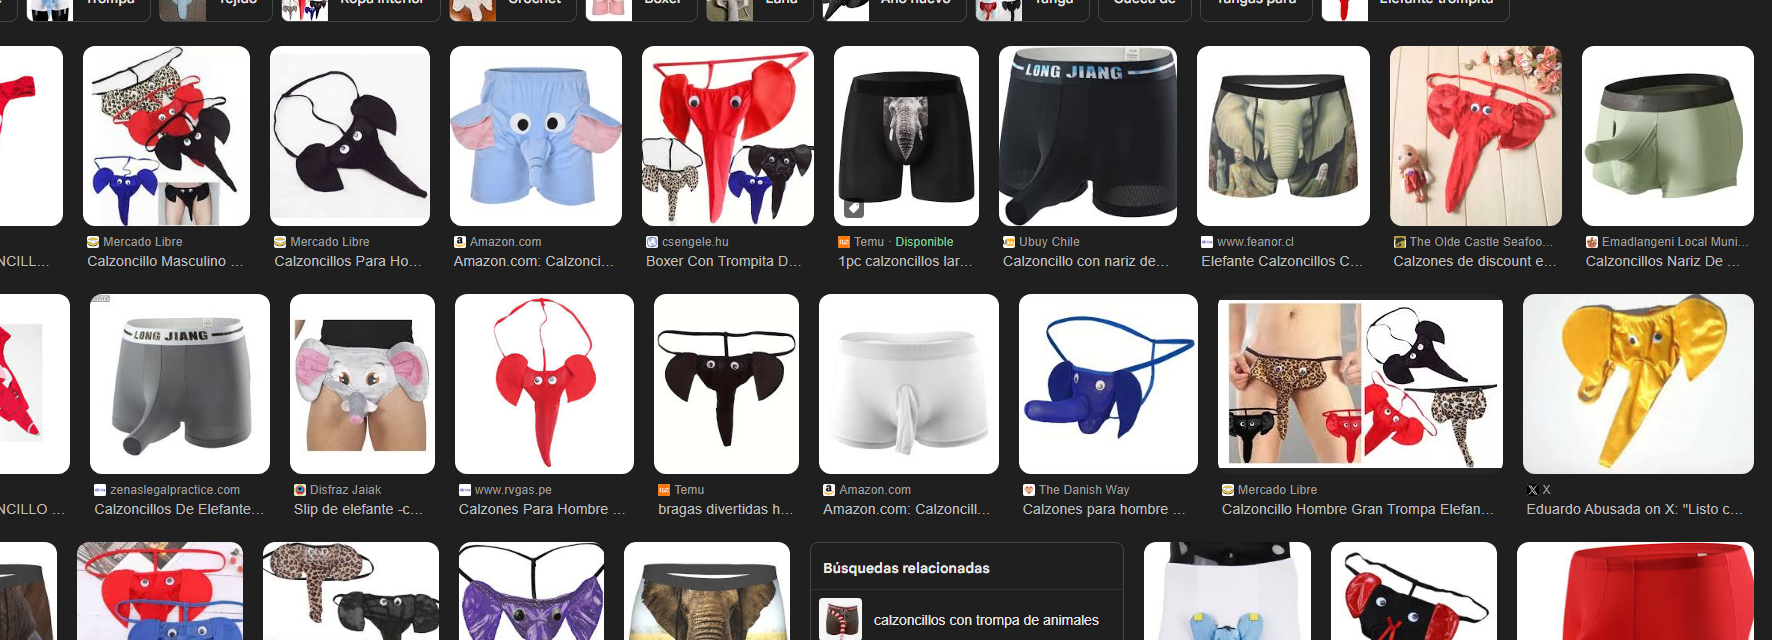 Trompa
Tejido
Ropa interior
Crochet
Boxer
Lana
Año nuevo
Tanga
Cueca de
Tangas para
Elefante trompita
LONG JIANG
NCILL...
Mercado Libre
Calzoncillo Masculino ...
Mercado Libre
Calzoncillos Para Ho...
Amazon.com
Amazon.com: Calzonci...
csengele.hu
Boxer Con Trompita D...
Temu · Disponible
1pc calzoncillos lar...
Ubuy Chile
Calzoncillo con nariz de...
www.feanor.cl
Elefante Calzoncillos C...
The Olde Castle Seafoo...
Calzones de discount e...
Emadlangeni Local Muni...
Calzoncillos Nariz De ...
LONG JIANG
NCILLO ...
zenaslegalpractice.com
Calzoncillos De Elefante...
Disfraz Jaiak
Slip de elefante -c...
www.rvgas.pe
Calzones Para Hombre ...
Temu
bragas divertidas h...
Amazon.com
Amazon.com: Calzoncill...
The Danish Way
Calzones para hombre ...
Mercado Libre
Calzoncillo Hombre Gran Trompa Elefan...
X
Eduardo Abusada on X: "Listo c...
Búsquedas relacionadas
calzoncillos con trompa de animales